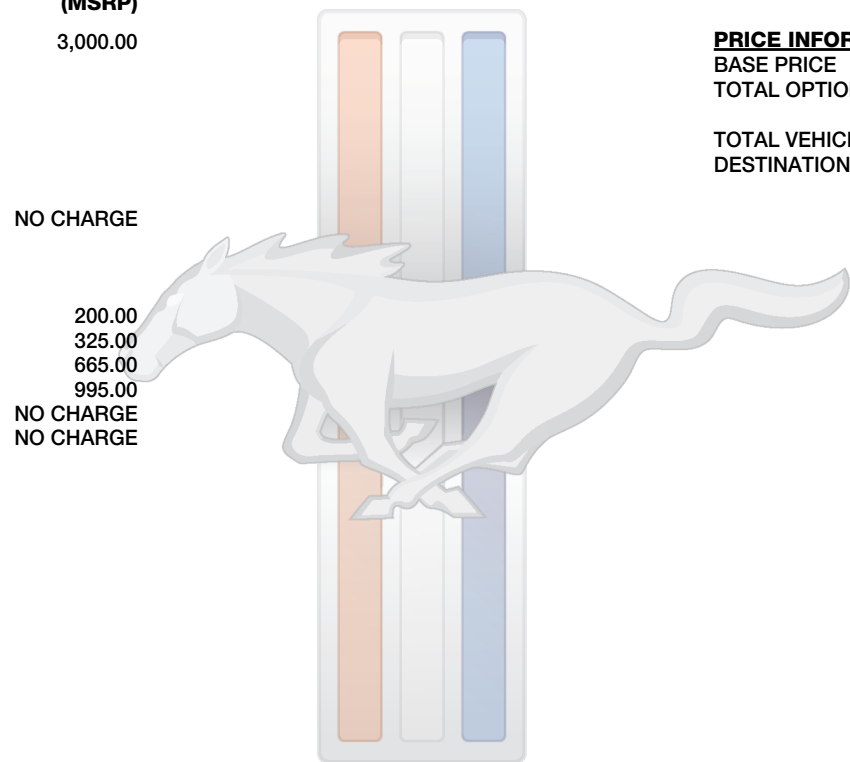 (MSRP)
3,000.00
NO CHARGE
200.00
325.00
665.00
995.00
NO CHARGE
NO CHARGE
PRICE INFOR
BASE PRICE
TOTAL OPTIO
TOTAL VEHICL
DESTINATION